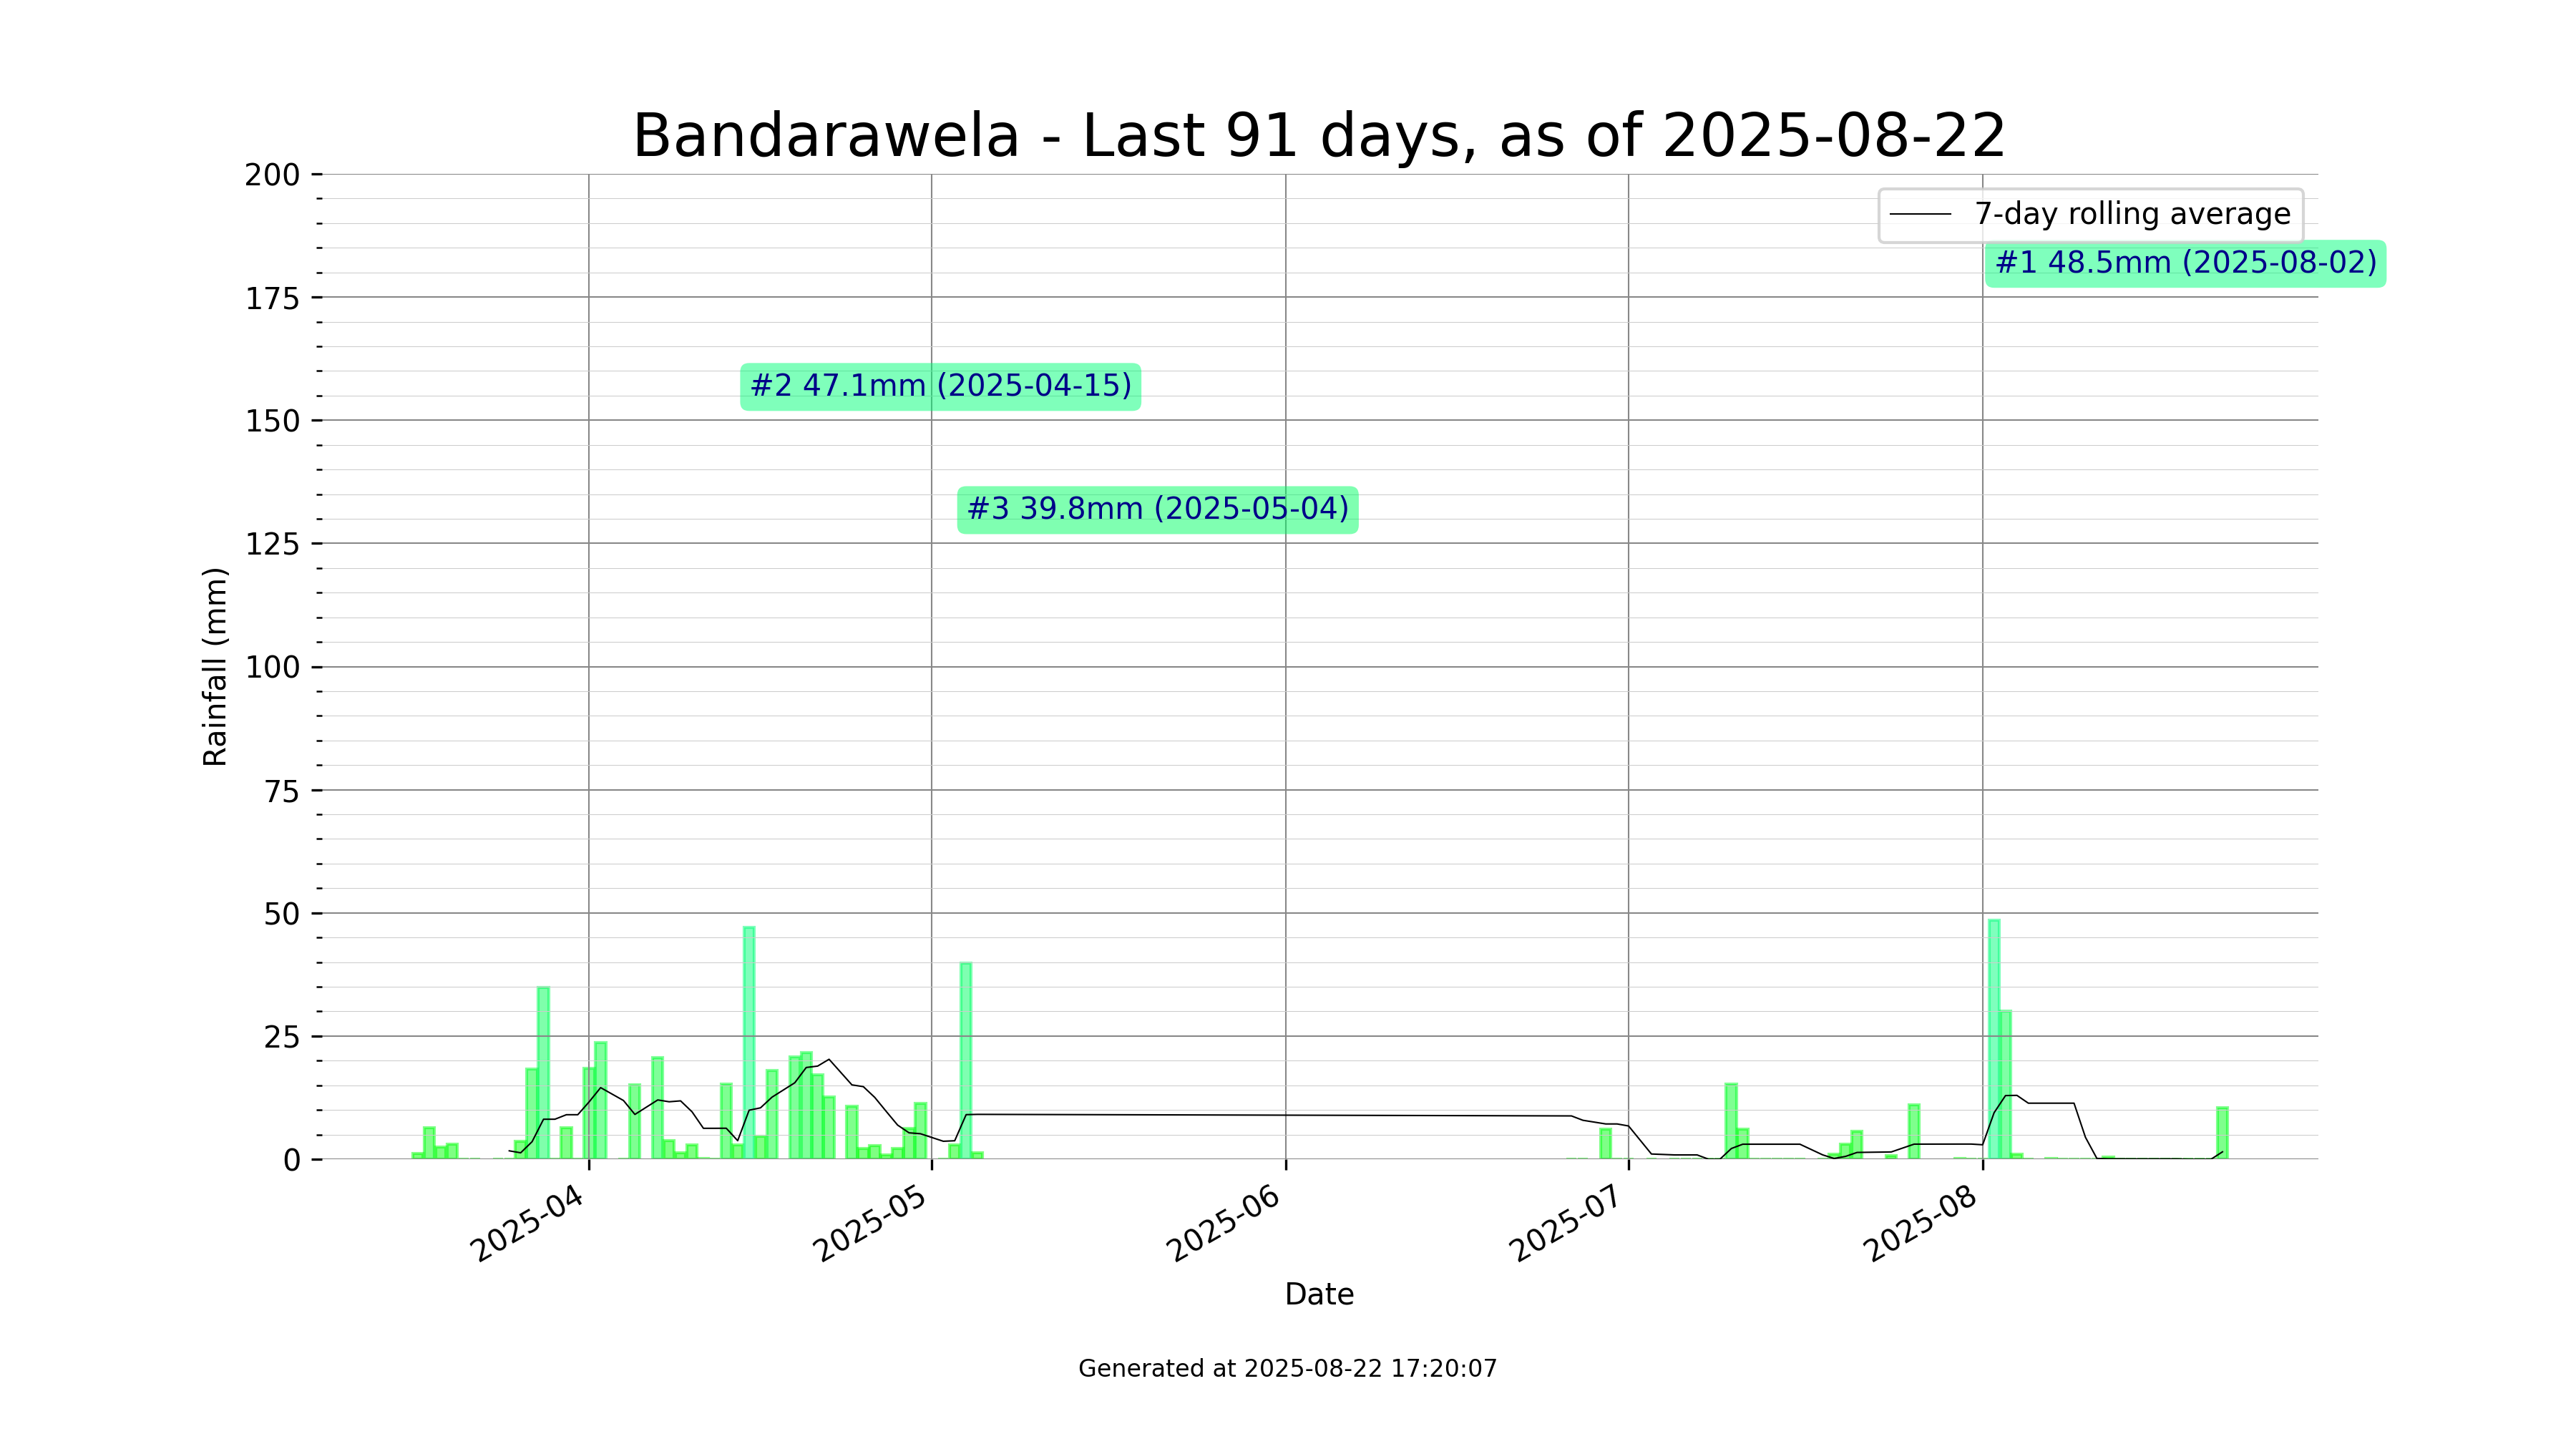 Bandarawela - Last 91 days, as of 2025-08-22
200
175
150
125
100
75
50
25
0
Rainfall (mm)
7-day rolling average
#1 48.5mm (2025-08-02)
#2 47.1mm (2025-04-15)
#3 39.8mm (2025-05-04)
2025-04
2025-05
2025-06
2025-07
2025-08
Date
Generated at 2025-08-22 17:20:07